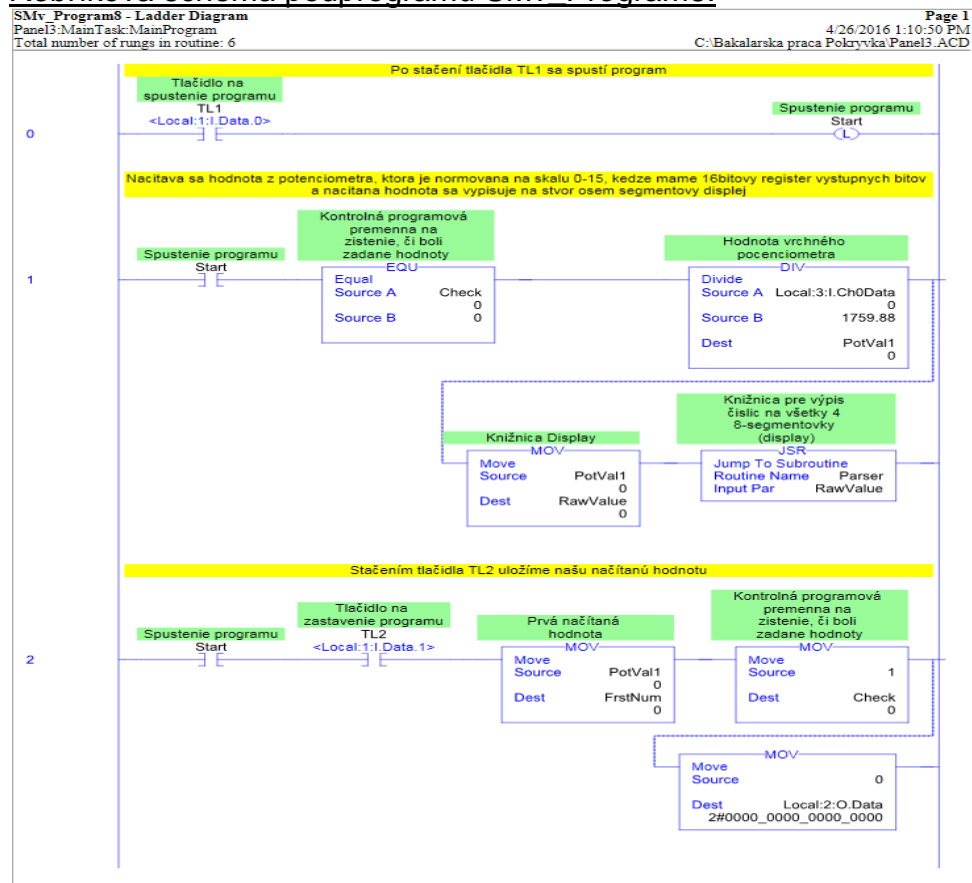 Rebríková schéma podprogramu SMv_Program8:
SMv_Program8 - Ladder Diagram Page 1
Panel3:MainTask:MainProgram 4/26/2016 1:10:50 PM
Total number of rungs in routine: 6 C:\Bakalarska praca Pokryvka\Panel3.ACD
Po stačení tlačidla TL1 sa spustí program
Tlačidlo na
spustenie programu
TL1
<Local:1:I.Data.0>
Spustenie programu
Start
L
0
Nacitava sa hodnota z potenciometra, ktora je normovana na skalu 0-15, kedze mame 16bitovy register vystupnych bitov
a nacitana hodnota sa vypisuje na stvor osem segmentovy displej
Spustenie programu
Start
1
Kontrolná programová
premenna na
zistenie, či boli
zadane hodnoty
EQU
Equal
Source A Check
0
Source B 0
Hodnota vrchného
pocenciometra
DIV
Divide
Source A Local:3:I.Ch0Data
0
Source B 1759.88
Dest PotVal1
0
Knižnica Display
MOV
Move
Source PotVal1
0
Dest RawValue
0
Knižnica pre výpis
čislic na všetky 4
8-segmentovky
(display)
JSR
Jump To Subroutine
Routine Name Parser
Input Par RawValue
Stačením tlačidla TL2 uložíme našu načítanú hodnotu
Spustenie programu
Start
2
Tlačidlo na
zastavenie programu
TL2
<Local:1:I.Data.1>
Prvá načítaná
hodnota
MOV
Move
Source PotVal1
0
Dest FrstNum
0
Kontrolná programová
premenna na
zistenie, či boli
zadane hodnoty
MOV
Move
Source 1
Dest Check
0
MOV
Move
Source 0
Dest Local:2:O.Data
2#0000_0000_0000_0000